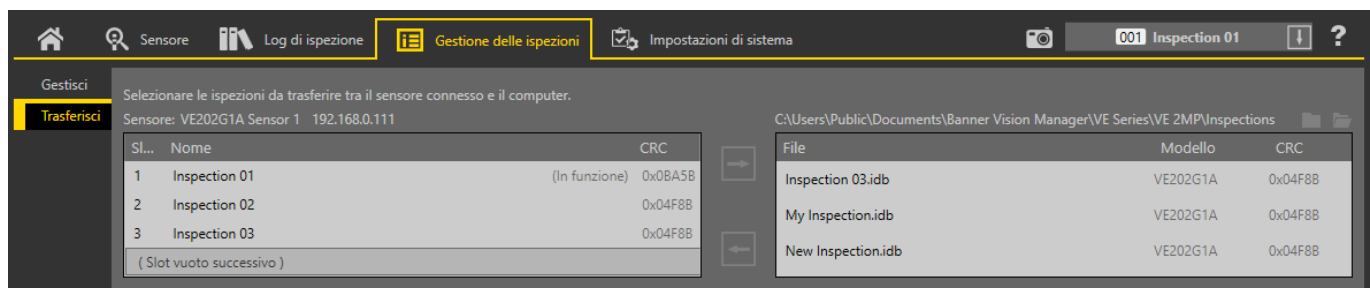 Sensore Log di ispezione Gestione delle ispezioni Impostazioni di sistema 001 Inspection 01 ?
Gestisci
Trasferisci
Selezionare le ispezioni da trasferire tra il sensore connesso e il computer.
Sensore: VE202G1A Sensor 1 192.168.0.111
Sl... Nome CRC
1 Inspection 01 (In funzione) 0x0BA5B
2 Inspection 02 0x04F8B
3 Inspection 03 0x04F8B
( Slot vuoto successivo )
C:\Users\Public\Documents\Banner Vision Manager\VE Series\VE 2MP\Inspections
File Modello CRC
Inspection 03.idb VE202G1A 0x04F8B
My Inspection.idb VE202G1A 0x04F8B
New Inspection.idb VE202G1A 0x04F8B